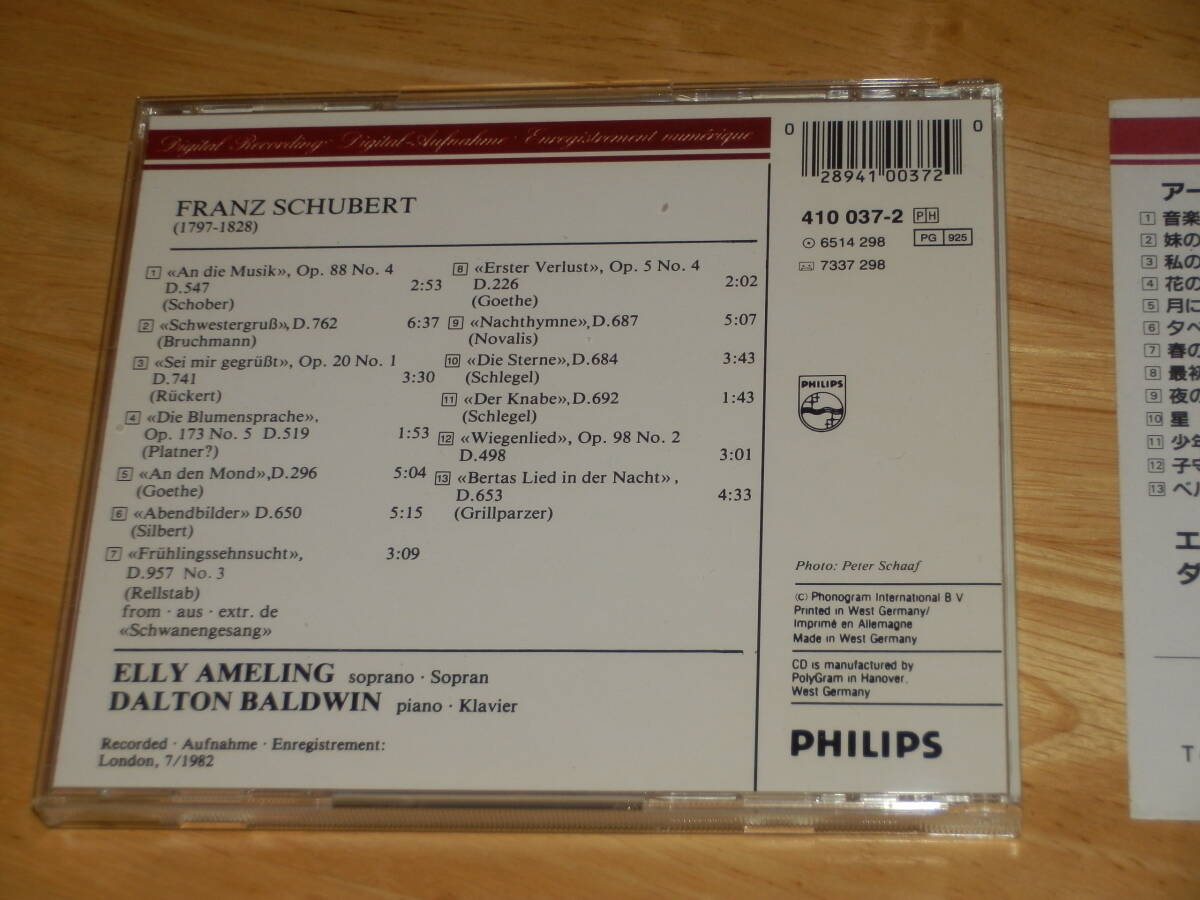 Digital Recording · Digital-Aufnahme · Enregistrement numérique
FRANZ SCHUBERT
(1797-1828)
1 «An die Musik», Op. 88 No. 4
D.547 2:53
(Schober)
2 «Schwestergruß», D.762 6:37
(Bruchmann)
3 «Sei mir gegrüßt», Op. 20 No. 1
D.741 3:30
(Rückert)
4 «Die Blumensprache»,
Op. 173 No. 5 D.519 1:53
(Platner?)
5 «An den Mond», D.296 5:04
(Goethe)
6 «Abendbilder» D.650 5:15
(Silbert)
7 «Frühlingssehnsucht», 3:09
D.957 No. 3
(Rellstab)
from · aus · extr. de
«Schwanengesang»
8 «Erster Verlust», Op. 5 No. 4
D.226 2:02
(Goethe)
9 «Nachthymne», D.687 5:07
(Novalis)
10 «Die Sterne», D.684 3:43
(Schlegel)
11 «Der Knabe», D.692 1:43
(Schlegel)
12 «Wiegenlied», Op. 98 No. 2
D.498 3:01
13 «Bertas Lied in der Nacht»,
D.653 4:33
(Grillparzer)
ELLY AMELING soprano · Sopran
DALTON BALDWIN piano · Klavier
Recorded · Aufnahme · Enregistrement:
London, 7/1982
0 28941 00372 0
410 037-2 PH
6514 298 PG 925
7337 298
PHILIPS
Photo: Peter Schaaf
(C) Phonogram International B V
Printed in West Germany/
Imprimé en Allemagne
Made in West Germany
CD is manufactured by
PolyGram in Hanover,
West Germany
PHILIPS
アー
1 音楽
2 妹の
3 私の
4 花の
5 月に
6 夕べ
7 春の
8 最初
9 夜の
10 星
11 少年
12 子守
13 ベル
エ
ダ
T